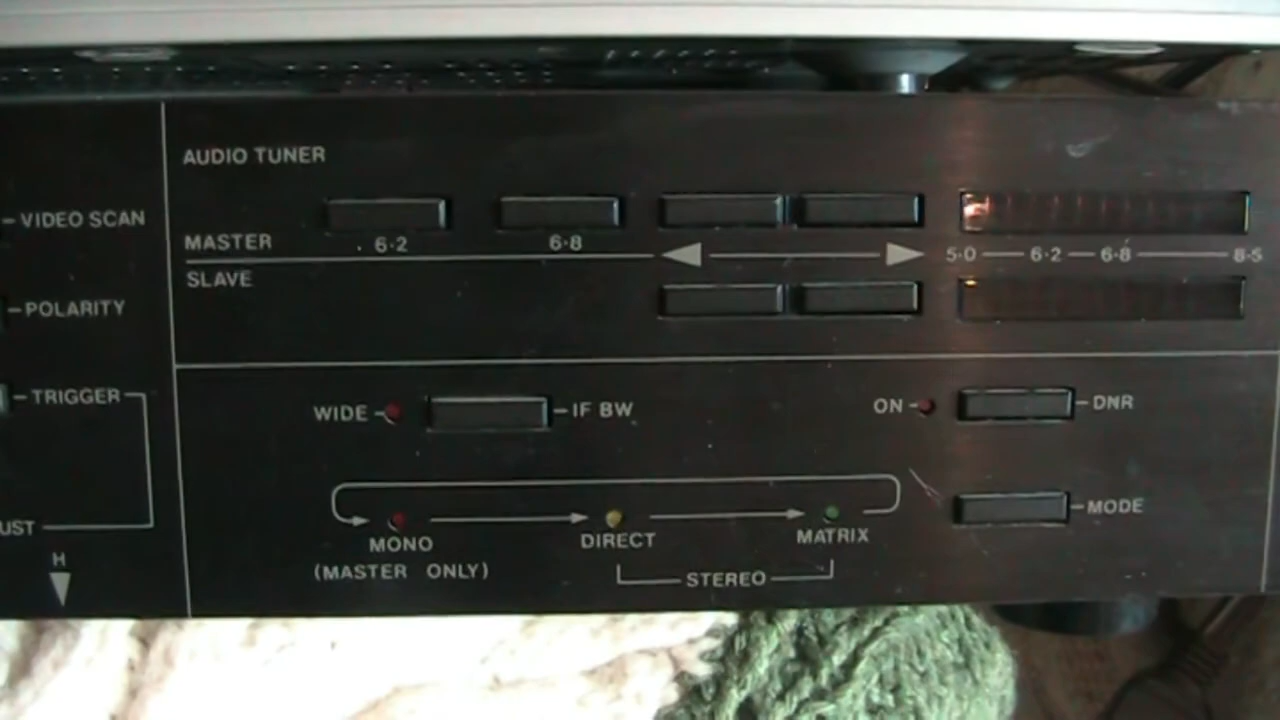 AUDIO TUNER
VIDEO SCAN
MASTER
6·2
6·8
5·0 6·2 6·8 8·5
SLAVE
POLARITY
TRIGGER
WIDE
IF BW
ON
DNR
MODE
UST
MONO
DIRECT
MATRIX
H
(MASTER ONLY)
STEREO